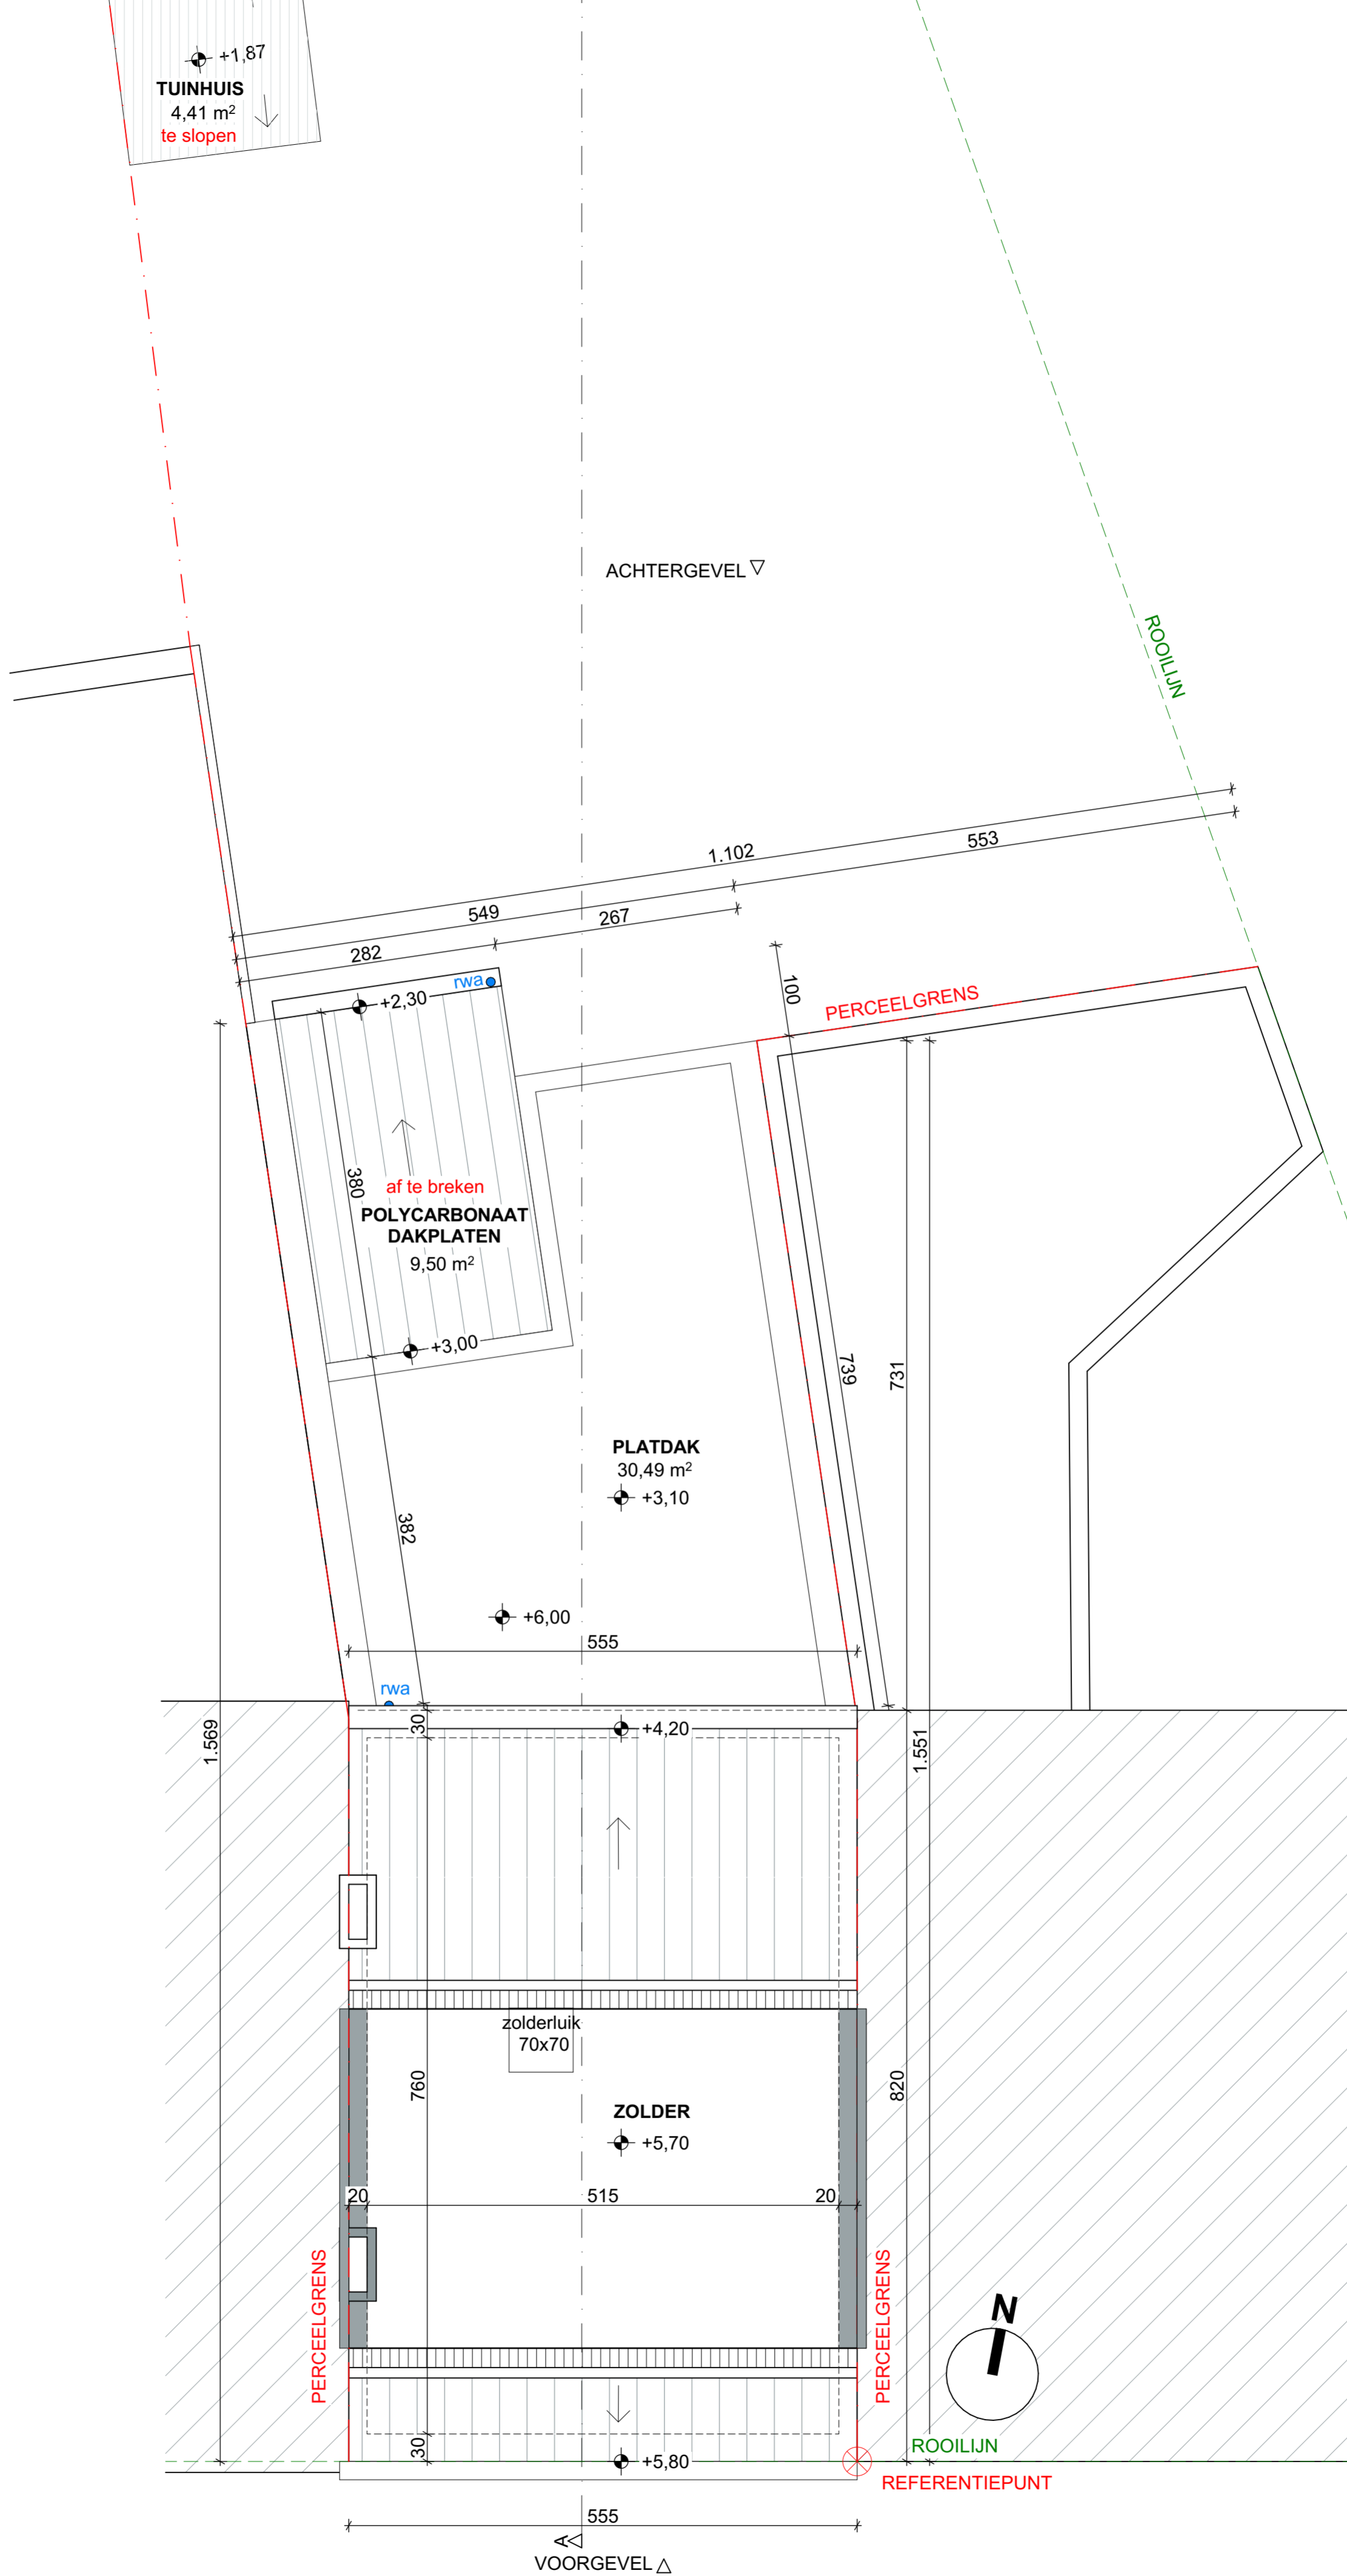 +1,87
TUINHUIS
4,41 m²
te slopen
ACHTERGEVEL
ROOILIJN
1.102
553
549
267
282
rwa
+2,30
100
PERCEELGRENS
380
af te breken
POLYCARBONAAT
DAKPLATEN
9,50 m²
+3,00
739
731
PLATDAK
30,49 m²
+3,10
382
+6,00
555
rwa
30
+4,20
1.569
1.551
zolderluik
70x70
760
820
ZOLDER
+5,70
20
515
20
PERCEELGRENS
PERCEELGRENS
N
30
+5,80
ROOILIJN
REFERENTIEPUNT
555
A
VOORGEVEL